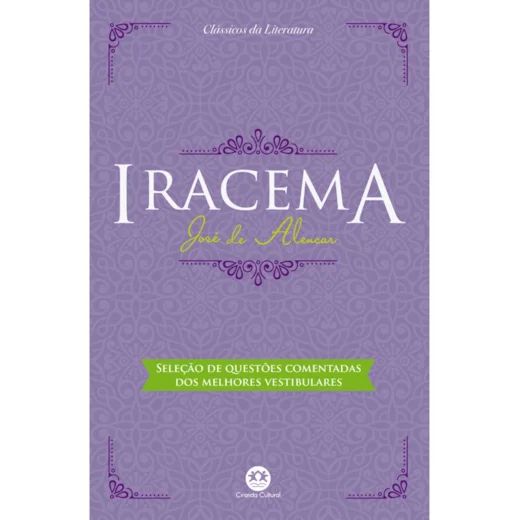 Clássicos da Literatura
IRACEMA
José de Alencar
SELEÇÃO DE QUESTÕES COMENTADAS
DOS MELHORES VESTIBULARES
Ciranda Cultural